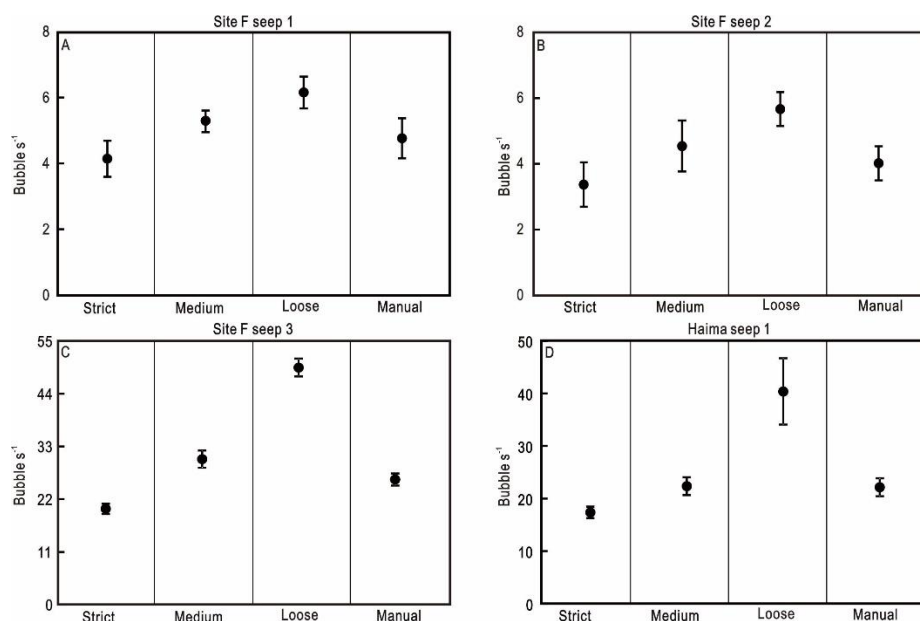 Site F seep 1
A
Bubble s⁻¹
8
6
4
2
0
Strict Medium Loose Manual
Site F seep 2
B
Bubble s⁻¹
8
6
4
2
0
Strict Medium Loose Manual
Site F seep 3
C
Bubble s⁻¹
55
44
33
22
11
0
Strict Medium Loose Manual
Haima seep 1
D
Bubble s⁻¹
50
40
30
20
10
0
Strict Medium Loose Manual